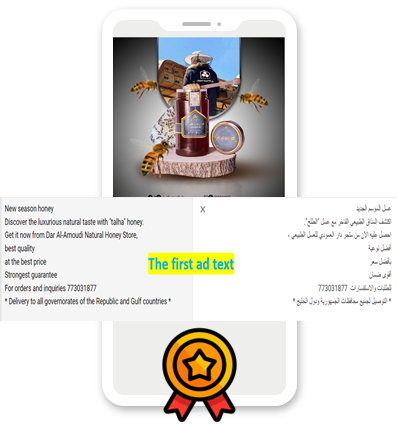 New season honey
Discover the luxurious natural taste with "talha" honey.
Get it now from Dar Al-Amoudi Natural Honey Store,
best quality
at the best price
Strongest guarantee
For orders and inquiries 773031877
* Delivery to all governorates of the Republic and Gulf countries *
X
عسل الموسم الجديد
اكتشف المذاق الطبيعي الفاخر مع عسل "الطلح".
احصل عليه الآن من متجر دار العمودي للعسل الطبيعي ،
أفضل نوعية
بأفضل سعر
أقوى ضمان
للطلبات والاستفسارات 773031877
* التوصيل لجميع محافظات الجمهورية ودول الخليج *
The first ad text